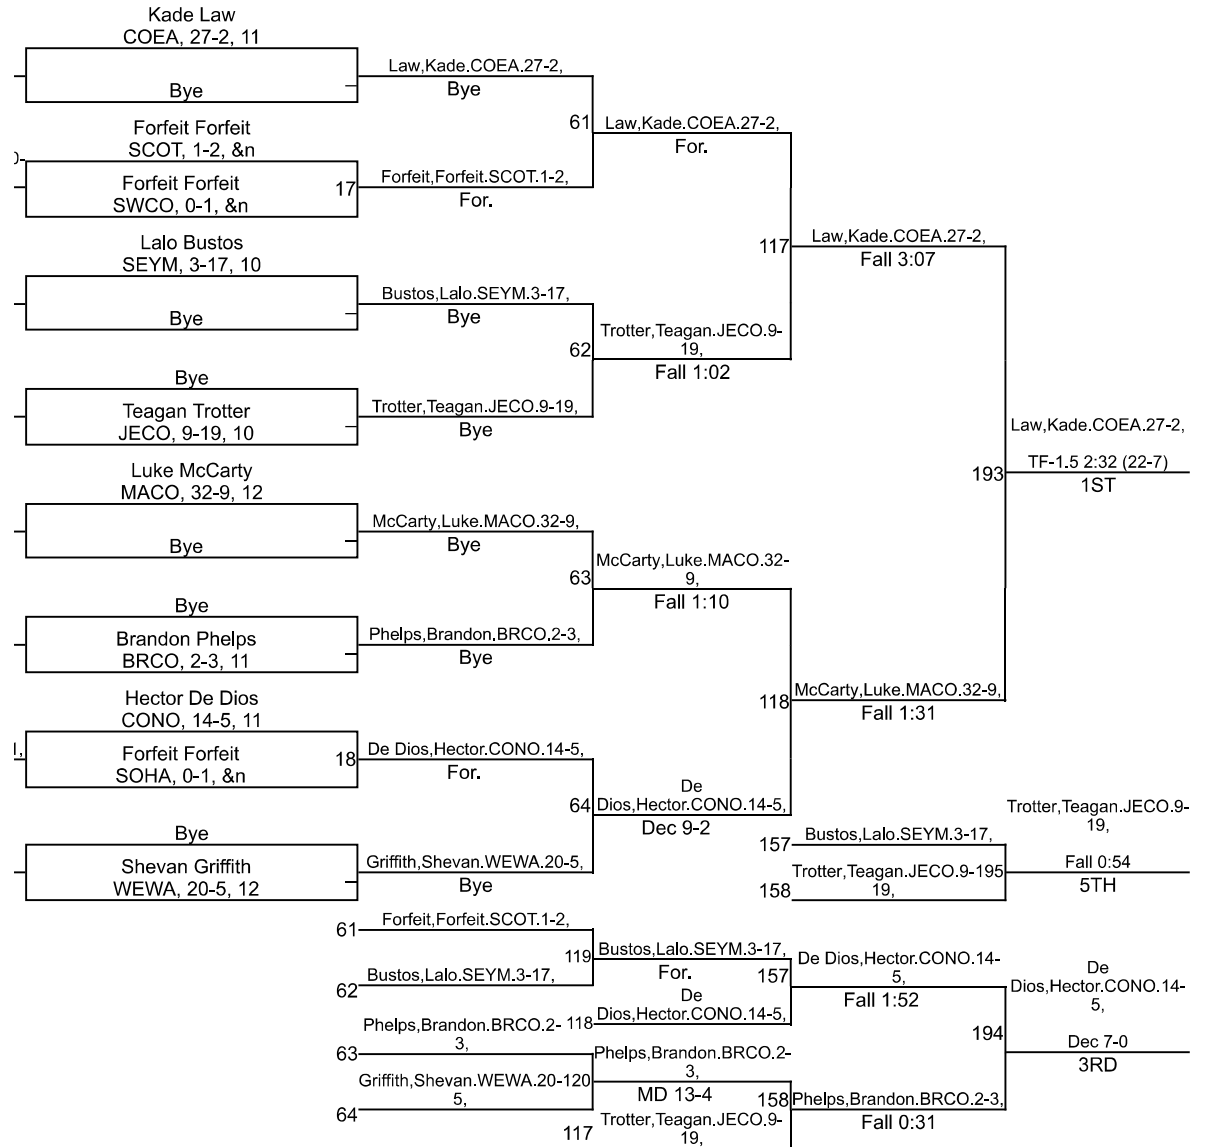 Kade Law
COEA, 27-2, 11
Bye
Law,Kade.COEA.27-2,
Bye
Forfeit Forfeit
SCOT, 1-2, &n
Forfeit Forfeit
SWCO, 0-1, &n
17
Forfeit,Forfeit.SCOT.1-2,
For.
61
Law,Kade.COEA.27-2,
For.
Lalo Bustos
SEYM, 3-17, 10
Bye
Bustos,Lalo.SEYM.3-17,
Bye
Bye
Teagan Trotter
JECO, 9-19, 10
Trotter,Teagan.JECO.9-19,
Bye
62
Trotter,Teagan.JECO.9-
19,
Fall 1:02
117
Law,Kade.COEA.27-2,
Fall 3:07
Luke McCarty
MACO, 32-9, 12
Bye
McCarty,Luke.MACO.32-9,
Bye
Bye
Brandon Phelps
BRCO, 2-3, 11
Phelps,Brandon.BRCO.2-3,
Bye
63
McCarty,Luke.MACO.32-
9,
Fall 1:10
Hector De Dios
CONO, 14-5, 11
Forfeit Forfeit
SOHA, 0-1, &n
18
De Dios,Hector.CONO.14-5,
For.
Bye
Shevan Griffith
WEWA, 20-5, 12
Griffith,Shevan.WEWA.20-5,
Bye
64
De
Dios,Hector.CONO.14-5,
Dec 9-2
118
McCarty,Luke.MACO.32-9,
Fall 1:31
193
Law,Kade.COEA.27-2,
TF-1.5 2:32 (22-7)
1ST
157
Bustos,Lalo.SEYM.3-17,
158
Trotter,Teagan.JECO.9-195
19,
Trotter,Teagan.JECO.9-
19,
Fall 0:54
5TH
61
Forfeit,Forfeit.SCOT.1-2,
62
Bustos,Lalo.SEYM.3-17,
119
Bustos,Lalo.SEYM.3-17,
For.
118
De
Dios,Hector.CONO.14-5,
157
De Dios,Hector.CONO.14-
5,
Fall 1:52
63
Phelps,Brandon.BRCO.2-
3,
64
Griffith,Shevan.WEWA.20-120
5,
Phelps,Brandon.BRCO.2-
3,
MD 13-4
117
Trotter,Teagan.JECO.9-
19,
158
Phelps,Brandon.BRCO.2-3,
Fall 0:31
194
De
Dios,Hector.CONO.14-
5,
Dec 7-0
3RD